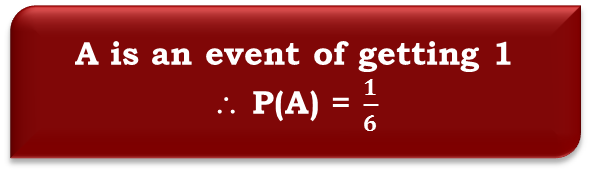 A is an event of getting 1
∴ P(A) = 1/6